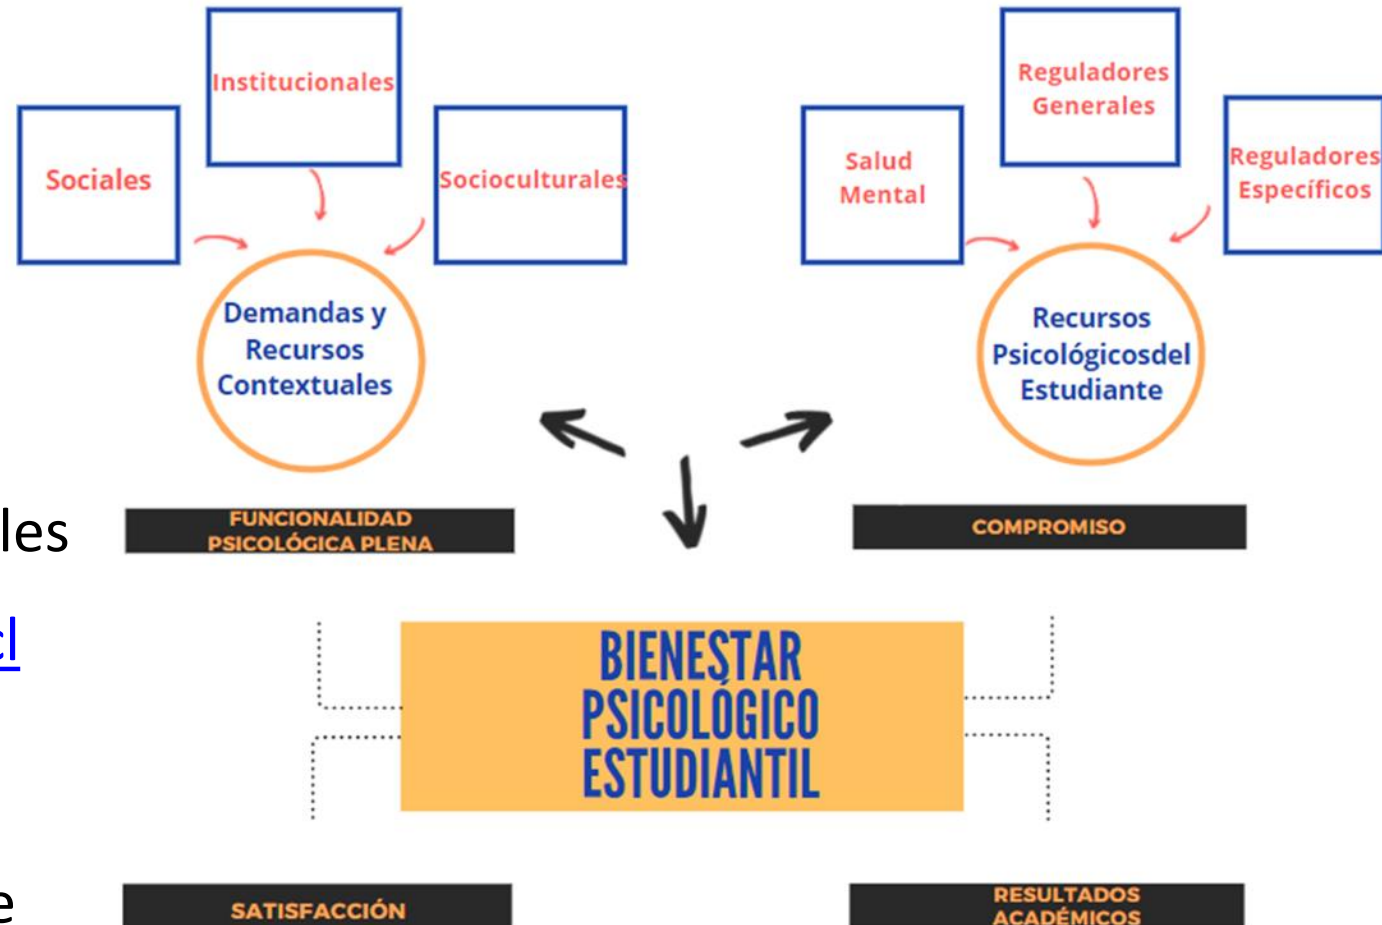 Institucionales
Sociales
Socioculturales
Demandas y
Recursos
Contextuales
Reguladores
Generales
Salud
Mental
Reguladores
Específicos
Recursos
Psicológicosdel
Estudiante
les
FUNCIONALIDAD
PSICOLÓGICA PLENA
COMPROMISO
cl
BIENESTAR
PSICOLÓGICO
ESTUDIANTIL
e
SATISFACCIÓN
RESULTADOS
ACADÉMICOS